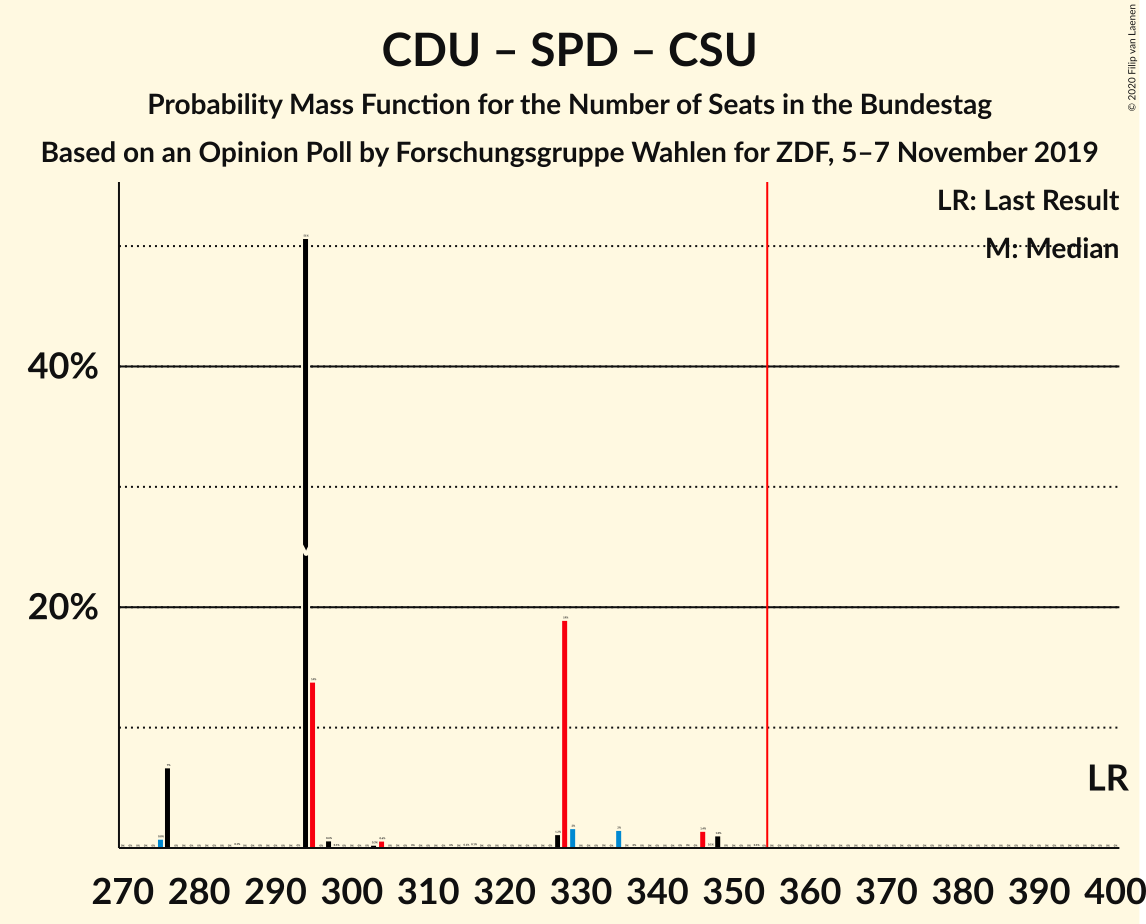 CDU – SPD – CSU
Probability Mass Function for the Number of Seats in the Bundestag
Based on an Opinion Poll by Forschungsgruppe Wahlen for ZDF, 5–7 November 2019
© 2020 Filip van Laenen
LR: Last Result
M: Median
40%
20%
LR
270 280 290 300 310 320 330 340 350 360 370 380 390 400